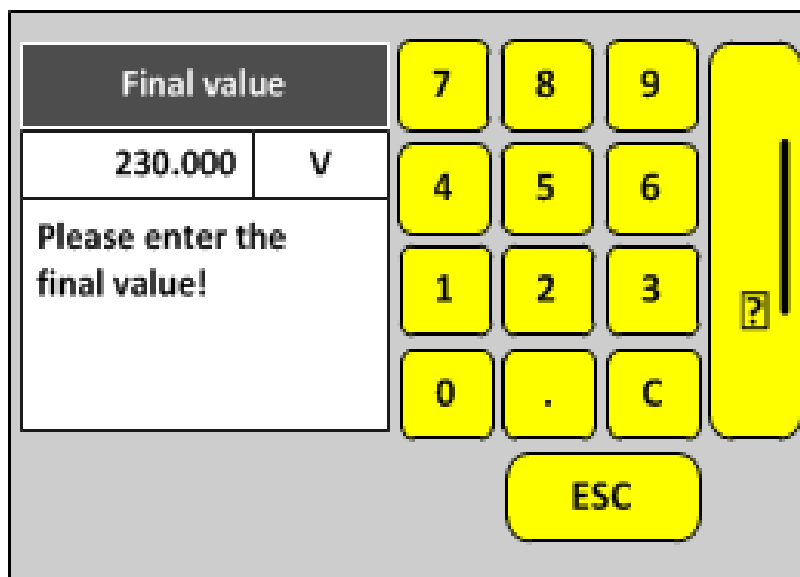 Final value
230.000 V
Please enter the
final value!
7 8 9
4 5 6
1 2 3
0 . C
?
ESC